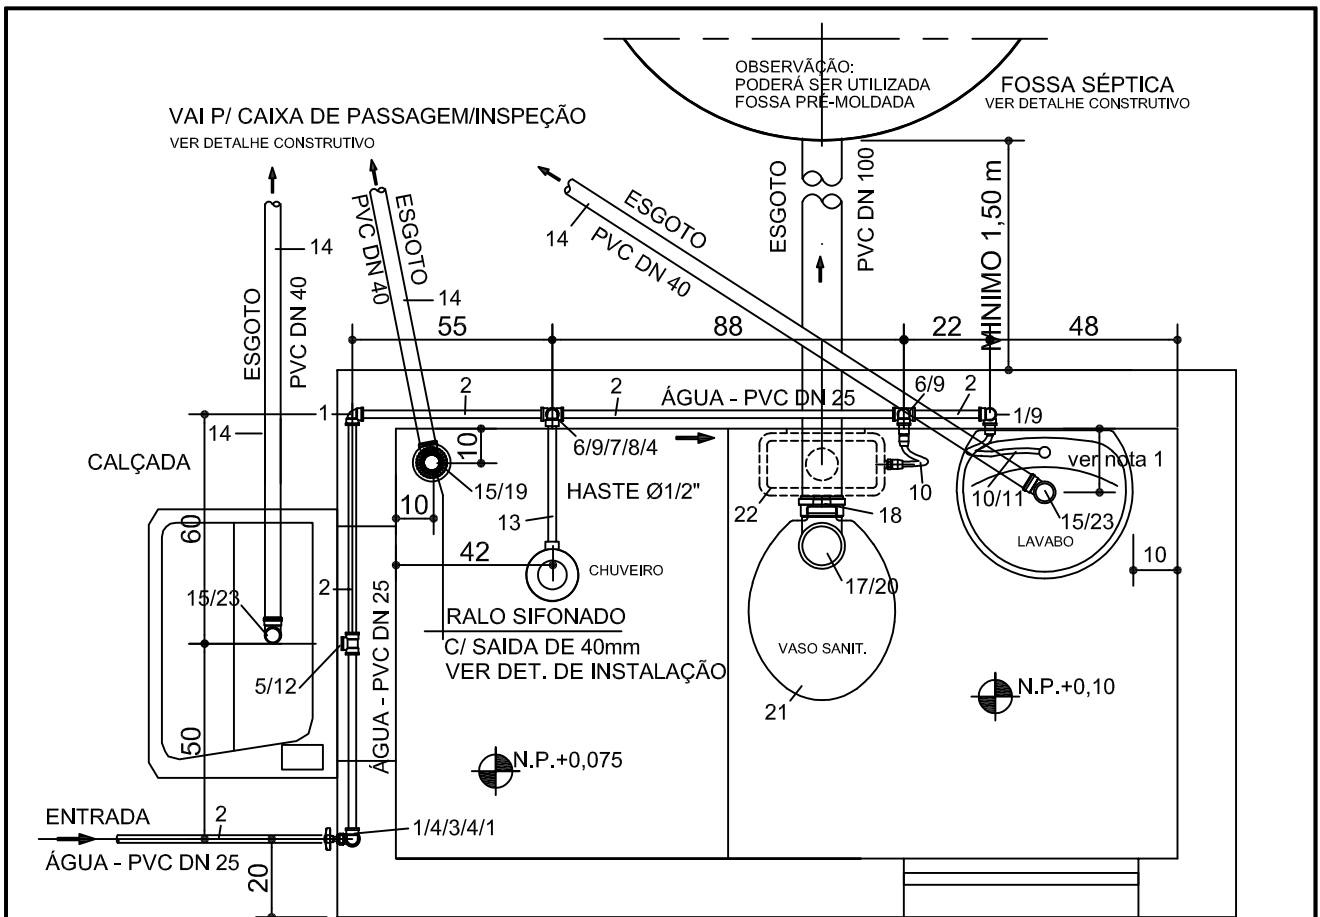 OBSERVAÇÃO:
PODERÁ SER UTILIZADA
FOSSA PRÉ-MOLDADA
FOSSA SÉPTICA
VER DETALHE CONSTRUTIVO
VAI P/ CAIXA DE PASSAGEM/INSPEÇÃO
VER DETALHE CONSTRUTIVO
ESGOTO
PVC DN 40
14
14
ESGOTO
PVC DN 40
14
ESGOTO
PVC DN 40
14
ESGOTO
PVC DN 100
MINIMO 1,50 m
55
88
22
48
1
2
2
ÁGUA - PVC DN 25
6/9
2
1/9
6/9/7/8/4
CALÇADA
10
15/19
10
HASTE Ø1/2"
13
42
CHUVEIRO
22
10
18
ver nota 1
10/11
15/23
LAVABO
10
17/20
60
15/23
2
5/12
50
ÁGUA - PVC DN 25
RALO SIFONADO
C/ SAIDA DE 40mm
VER DET. DE INSTALAÇÃO
VASO SANIT.
21
N.P.+0,10
N.P.+0,075
ENTRADA
2
ÁGUA - PVC DN 25
1/4/3/4/1
20